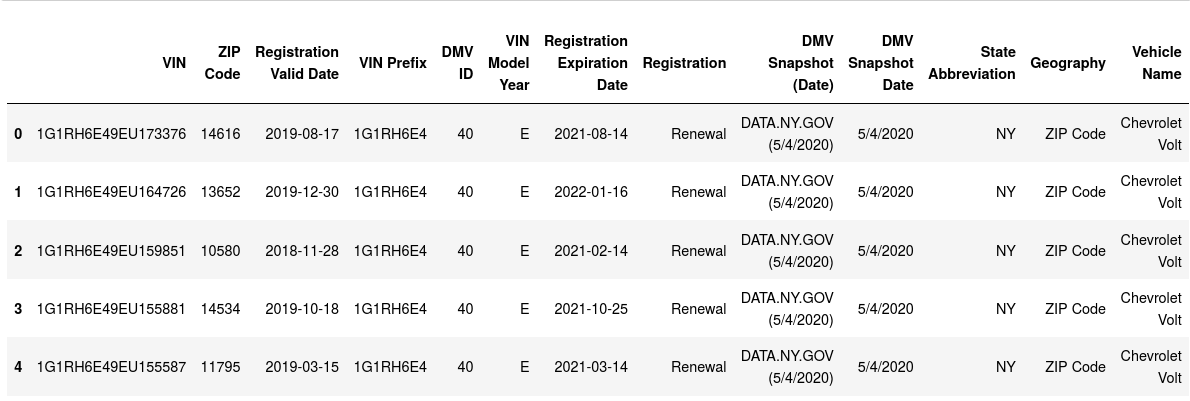 VIN ZIP Code Registration Valid Date VIN Prefix DMV ID VIN Model Year Registration Expiration Date Registration DMV Snapshot (Date) DMV Snapshot Date State Abbreviation Geography Vehicle Name
0 1G1RH6E49EU173376 14616 2019-08-17 1G1RH6E4 40 E 2021-08-14 Renewal DATA.NY.GOV (5/4/2020) 5/4/2020 NY ZIP Code Chevrolet Volt
1 1G1RH6E49EU164726 13652 2019-12-30 1G1RH6E4 40 E 2022-01-16 Renewal DATA.NY.GOV (5/4/2020) 5/4/2020 NY ZIP Code Chevrolet Volt
2 1G1RH6E49EU159851 10580 2018-11-28 1G1RH6E4 40 E 2021-02-14 Renewal DATA.NY.GOV (5/4/2020) 5/4/2020 NY ZIP Code Chevrolet Volt
3 1G1RH6E49EU155881 14534 2019-10-18 1G1RH6E4 40 E 2021-10-25 Renewal DATA.NY.GOV (5/4/2020) 5/4/2020 NY ZIP Code Chevrolet Volt
4 1G1RH6E49EU155587 11795 2019-03-15 1G1RH6E4 40 E 2021-03-14 Renewal DATA.NY.GOV (5/4/2020) 5/4/2020 NY ZIP Code Chevrolet Volt